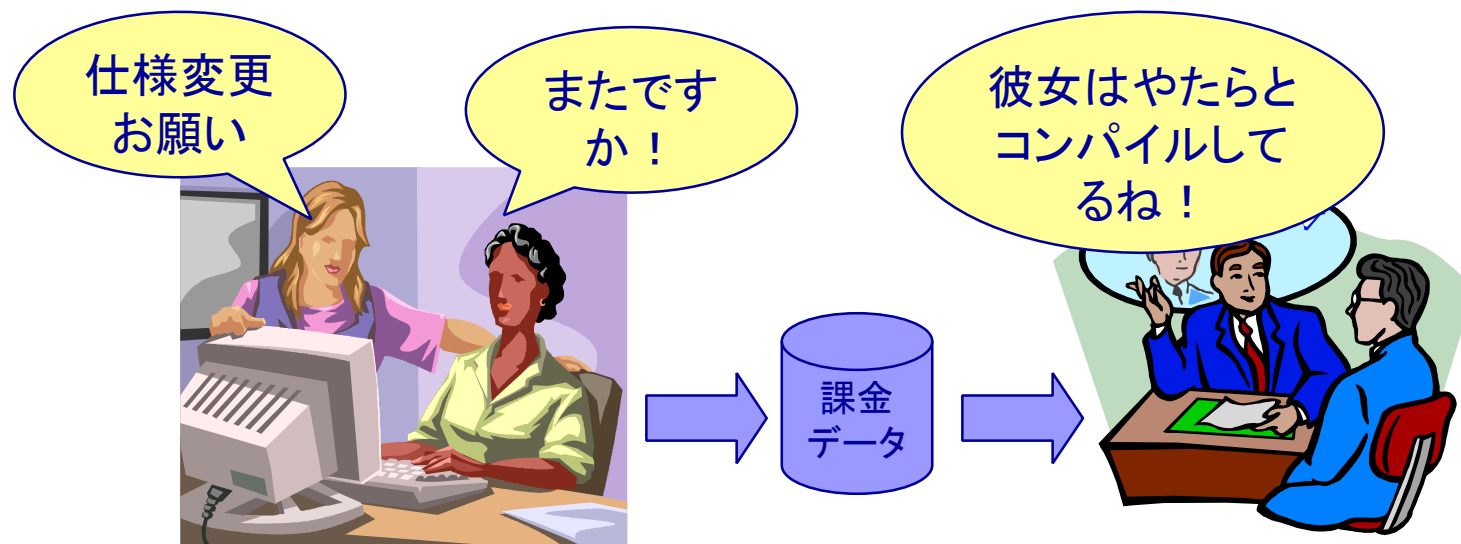 仕様変更
お願い
またです
か！
彼女はやたらと
コンパイルして
るね！
課金
データ